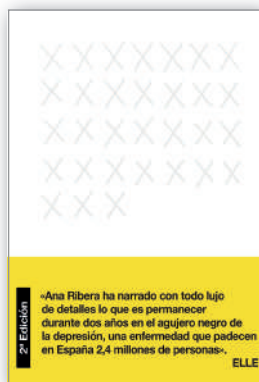 X X X X X X X
X X X X X X X
X X X X X X X
X X X X X X X
X X X
2ª Edición
«Ana Ribera ha narrado con todo lujo
de detalles lo que es permanecer
durante dos años en el agujero negro de
la depresión, una enfermedad que padecen
en España 2,4 millones de personas».
ELLE